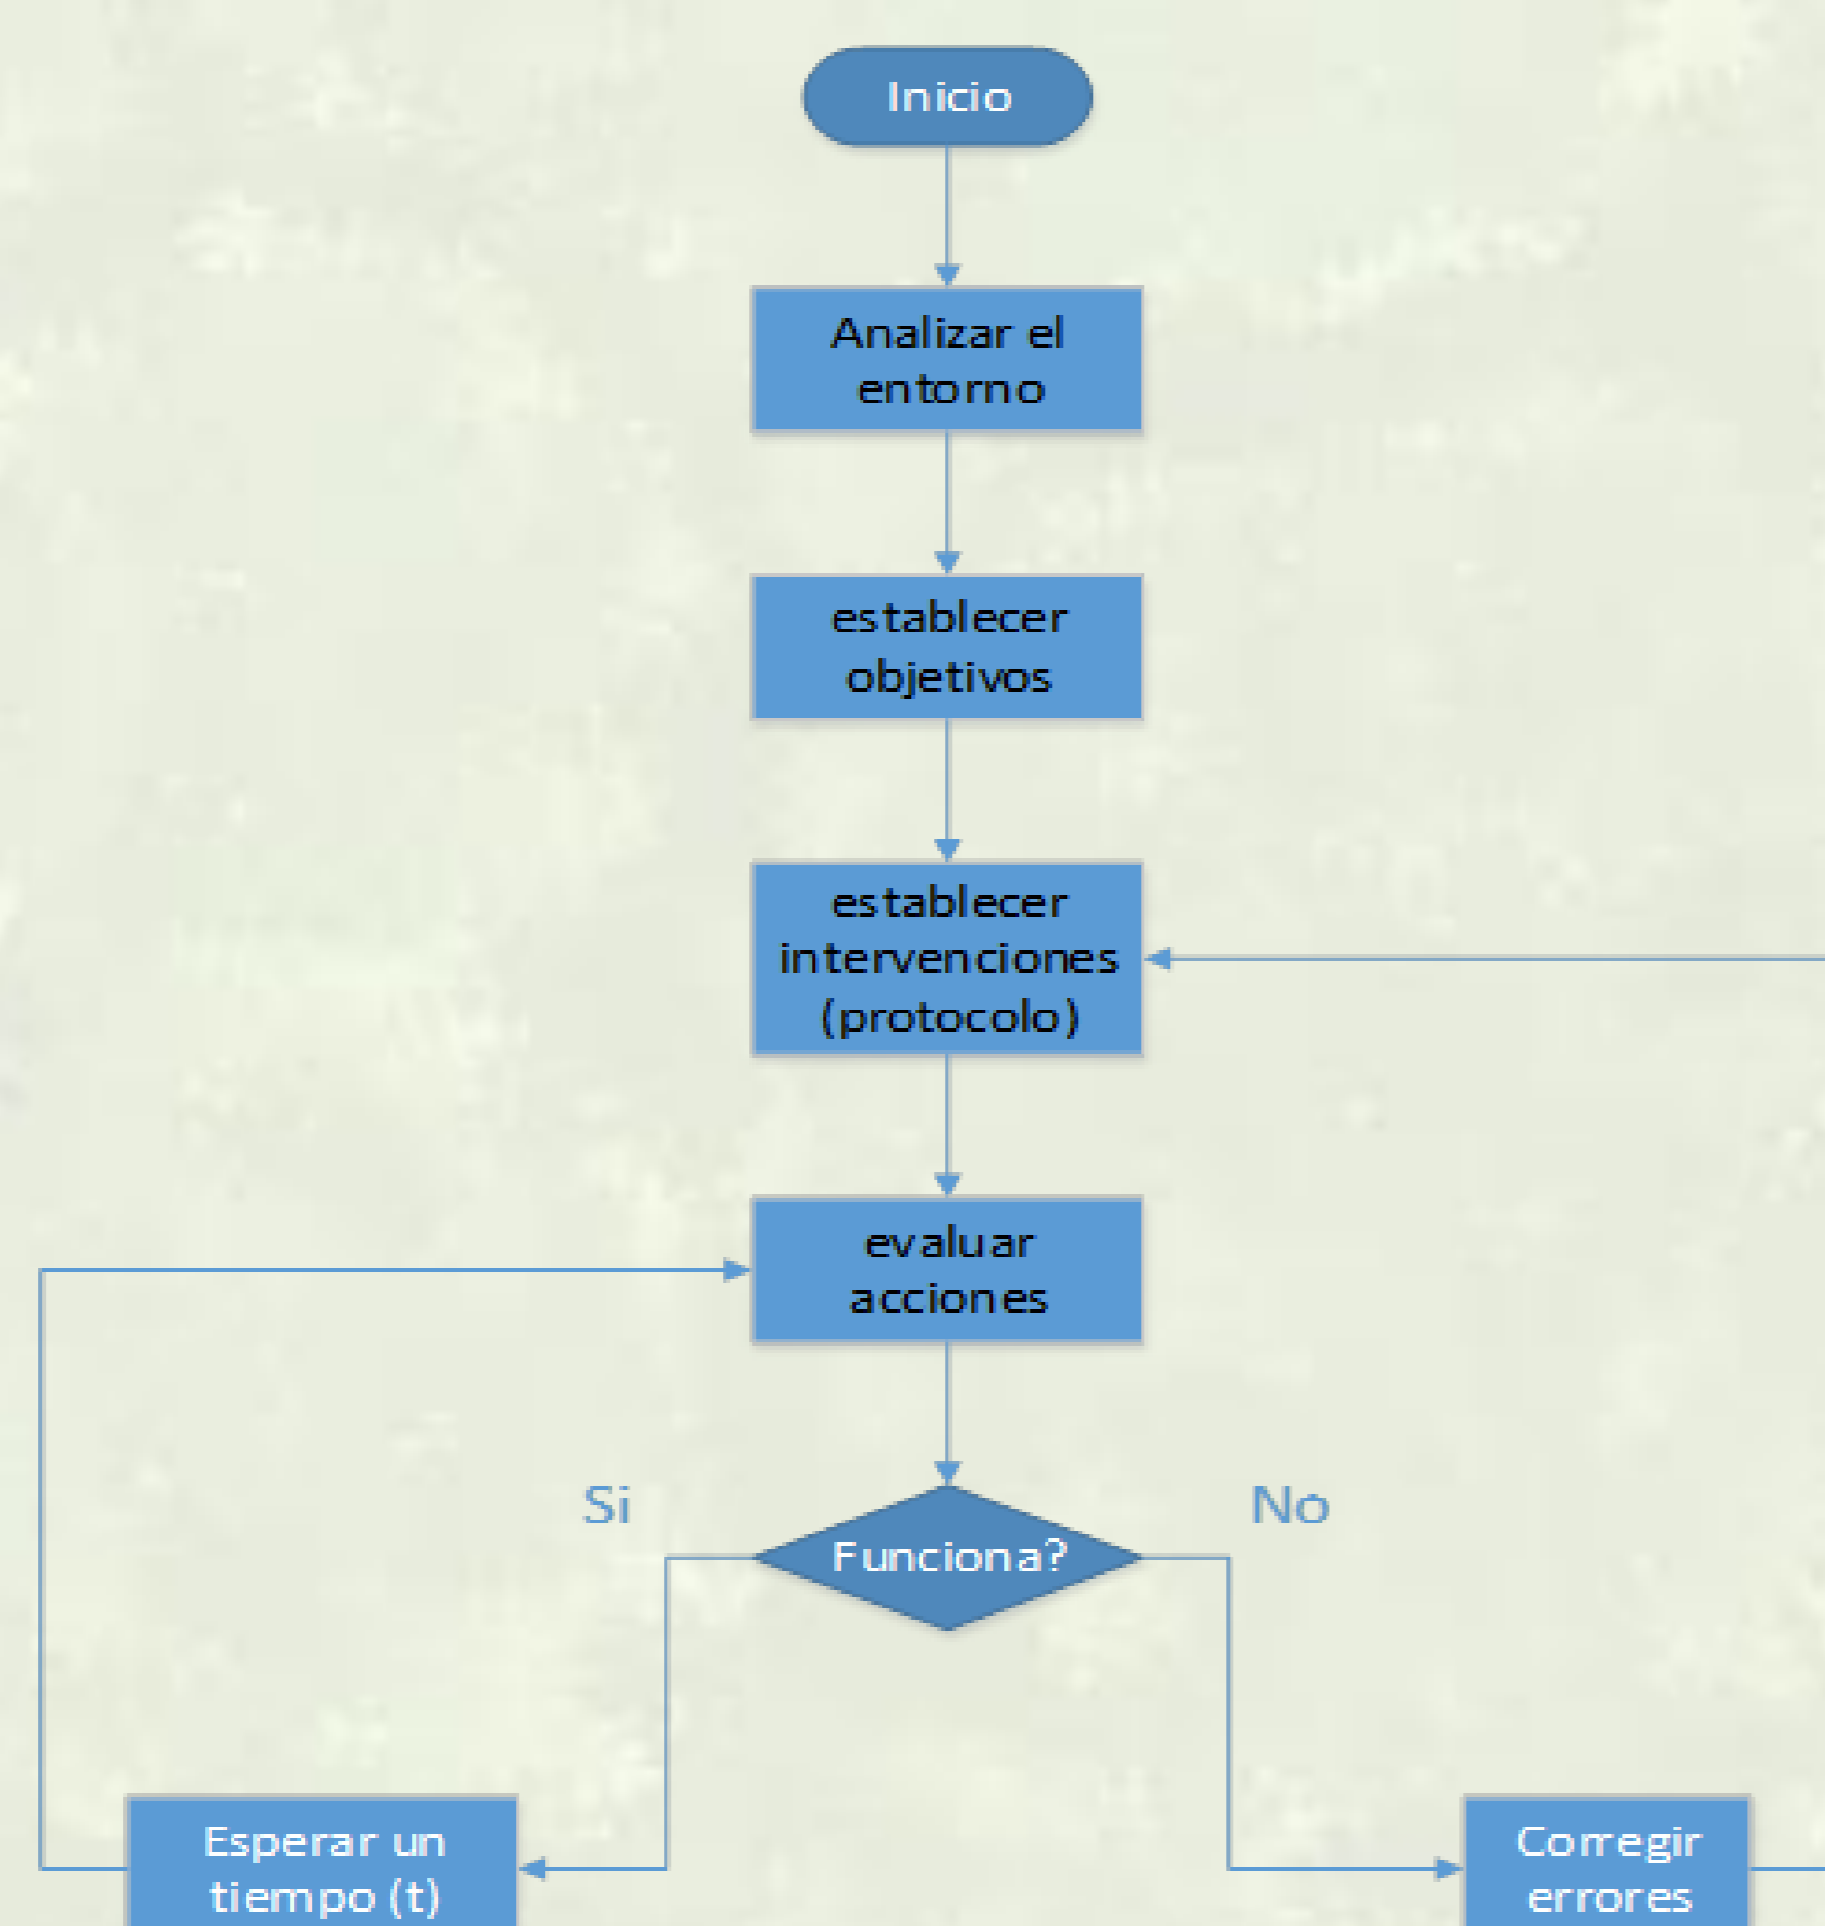 Inicio
Analizar el
entorno
establecer
objetivos
establecer
intervenciones
(protocolo)
evaluar
acciones
Si
No
Funciona?
Esperar un
tiempo (t)
Corregir
errores